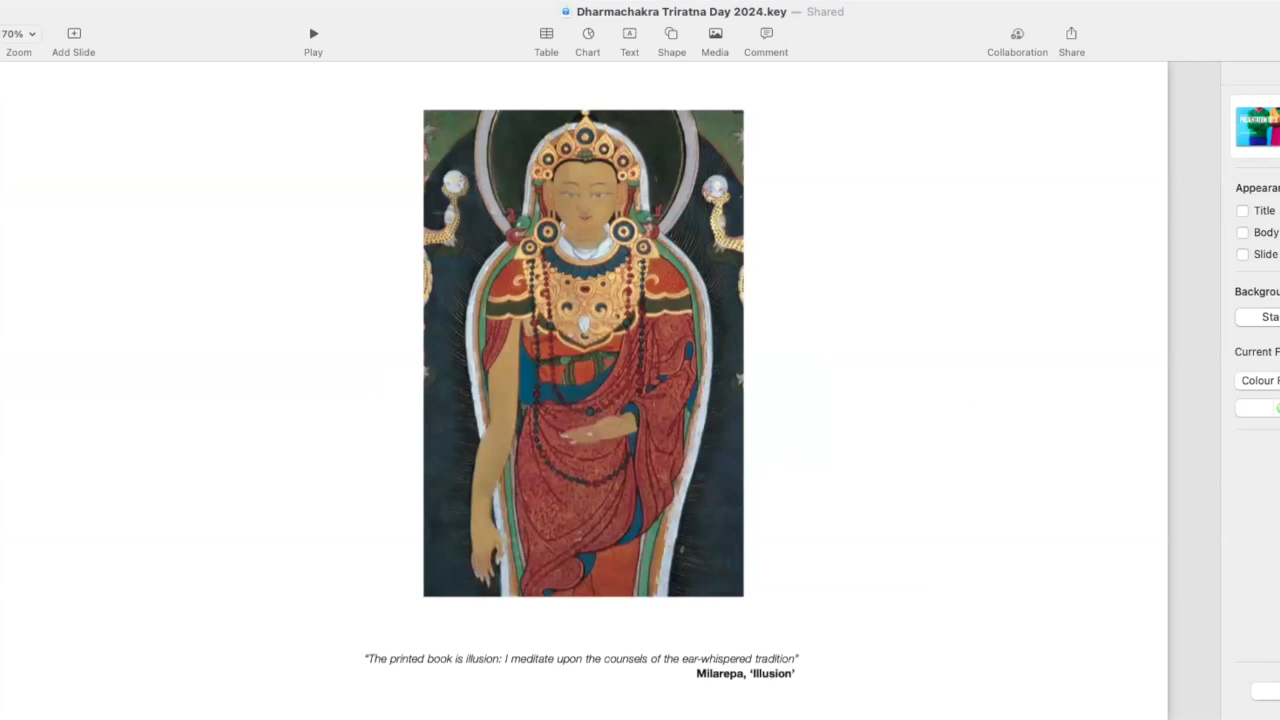 Dharmachakra Triratna Day 2024.key — Shared
70%
Zoom
Add Slide
Play
Table
Chart
Text
Shape
Media
Comment
Collaboration
Share
Appearan
Title
Body
Slide
Backgrou
Sta
Current F
Colour F
“The printed book is illusion: I meditate upon the counsels of the ear-whispered tradition”
Milarepa, ‘Illusion’